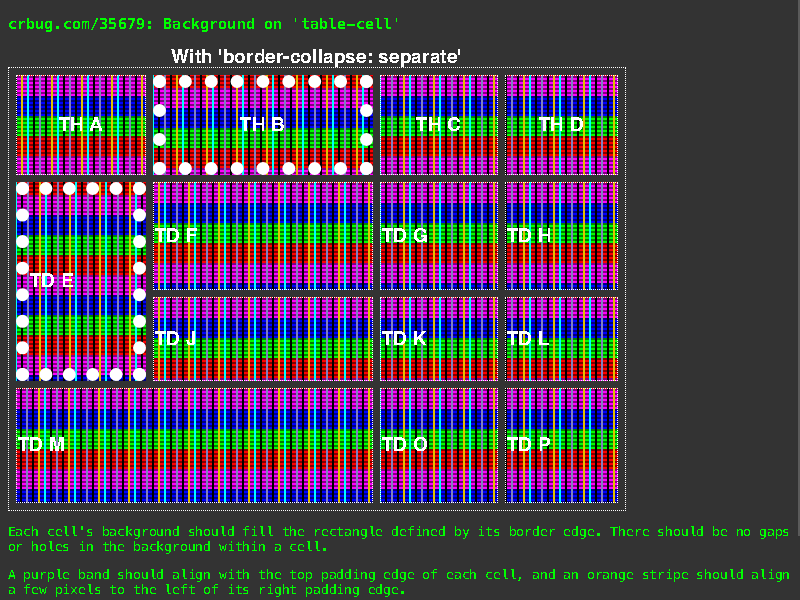 crbug.com/35679: Background on 'table-cell'
With 'border-collapse: separate'
TH A TH B TH C TH D
TD E
TD F TD G TD H
TD J TD K TD L
TD M TD O TD P
Each cell's background should fill the rectangle defined by its border edge. There should be no gaps
or holes in the background within a cell.
A purple band should align with the top padding edge of each cell, and an orange stripe should align
a few pixels to the left of its right padding edge.